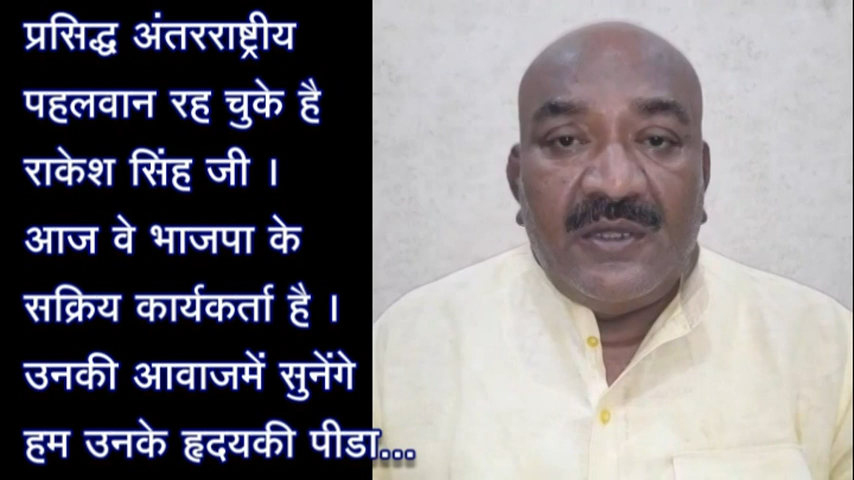 प्रसिद्ध अंतरराष्ट्रीय
पहलवान रह चुके है
राकेश सिंह जी ।
आज वे भाजपा के
सक्रिय कार्यकर्ता है ।
उनकी आवाजमें सुनेंगे
हम उनके हृदयकी पीडा...